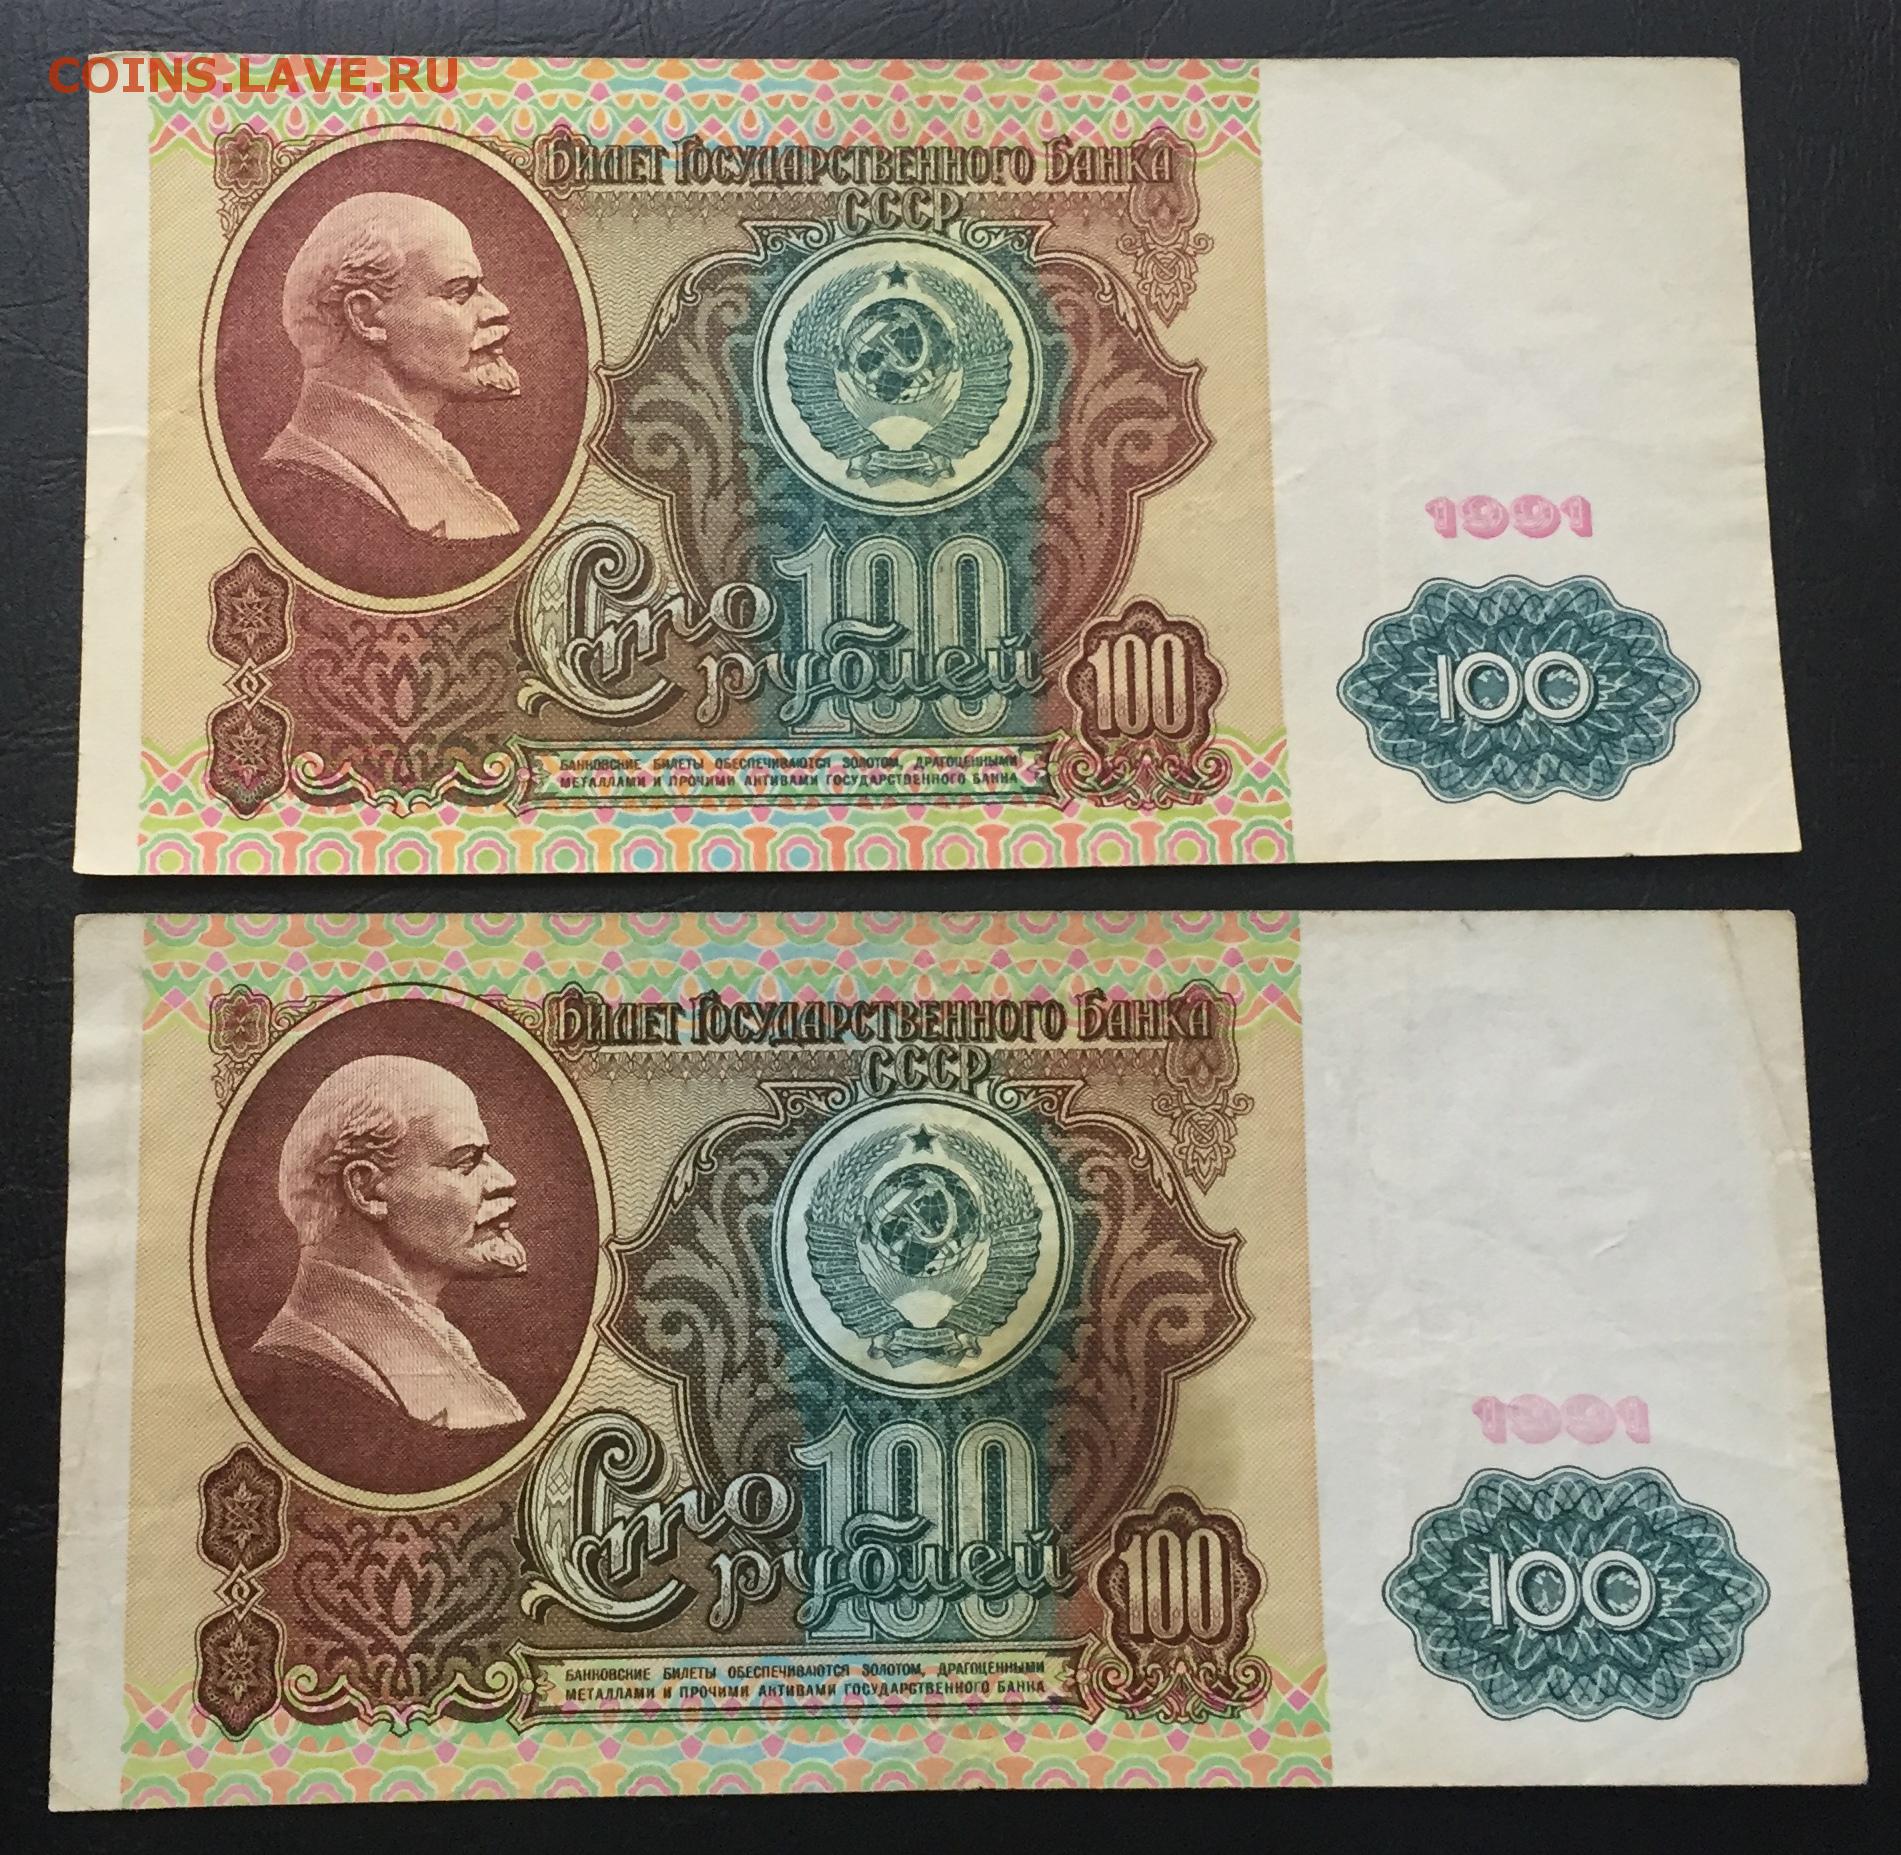 COINS.LAVE.RU
БИЛЕТ ГОСУДАРСТВЕННОГО БАНКА
СССР
100
Сто
рублей
100
100
1991
100
БАНКОВСКИЕ БИЛЕТЫ ОБЕСПЕЧИВАЮТСЯ ЗОЛОТОМ, ДРАГОЦЕННЫМИ
МЕТАЛЛАМИ И ПРОЧИМИ АКТИВАМИ ГОСУДАРСТВЕННОГО БАНКА
БИЛЕТ ГОСУДАРСТВЕННОГО БАНКА
СССР
100
Сто
рублей
100
100
1991
100
БАНКОВСКИЕ БИЛЕТЫ ОБЕСПЕЧИВАЮТСЯ ЗОЛОТОМ, ДРАГОЦЕННЫМИ
МЕТАЛЛАМИ И ПРОЧИМИ АКТИВАМИ ГОСУДАРСТВЕННОГО БАНКА